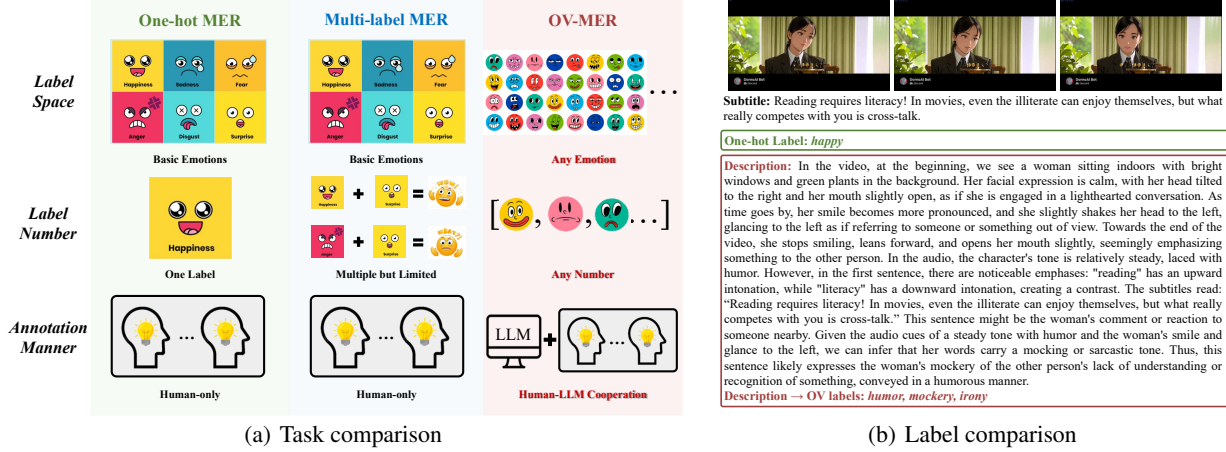 One-hot MER
Multi-label MER
OV-MER
Label
Space
Happiness
Sadness
Fear
Anger
Disgust
Surprise
Happiness
Sadness
Fear
Anger
Disgust
Surprise
...
Basic Emotions
Basic Emotions
Any Emotion
Label
Number
Happiness
Happiness + Surprise =
Anger + Surprise =
[ , , ... ]
One Label
Multiple but Limited
Any Number
Annotation
Manner
...
...
LLM + ...
Human-only
Human-only
Human-LLM Cooperation
(a) Task comparison
Subtitle: Reading requires literacy! In movies, even the illiterate can enjoy themselves, but what
really competes with you is cross-talk.
One-hot Label: happy
Description: In the video, at the beginning, we see a woman sitting indoors with bright
windows and green plants in the background. Her facial expression is calm, with her head tilted
to the right and her mouth slightly open, as if she is engaged in a lighthearted conversation. As
time goes by, her smile becomes more pronounced, and she slightly shakes her head to the left,
glancing to the left as if referring to someone or something out of view. Towards the end of the
video, she stops smiling, leans forward, and opens her mouth slightly, seemingly emphasizing
something to the other person. In the audio, the character's tone is relatively steady, laced with
humor. However, in the first sentence, there are noticeable emphases: "reading" has an upward
intonation, while "literacy" has a downward intonation, creating a contrast. The subtitles read:
“Reading requires literacy! In movies, even the illiterate can enjoy themselves, but what really
competes with you is cross-talk.” This sentence might be the woman's comment or reaction to
someone nearby. Given the audio cues of a steady tone with humor and the woman's smile and
glance to the left, we can infer that her words carry a mocking or sarcastic tone. Thus, this
sentence likely expresses the woman's mockery of the other person's lack of understanding or
recognition of something, conveyed in a humorous manner.
Description → OV labels: humor, mockery, irony
(b) Label comparison